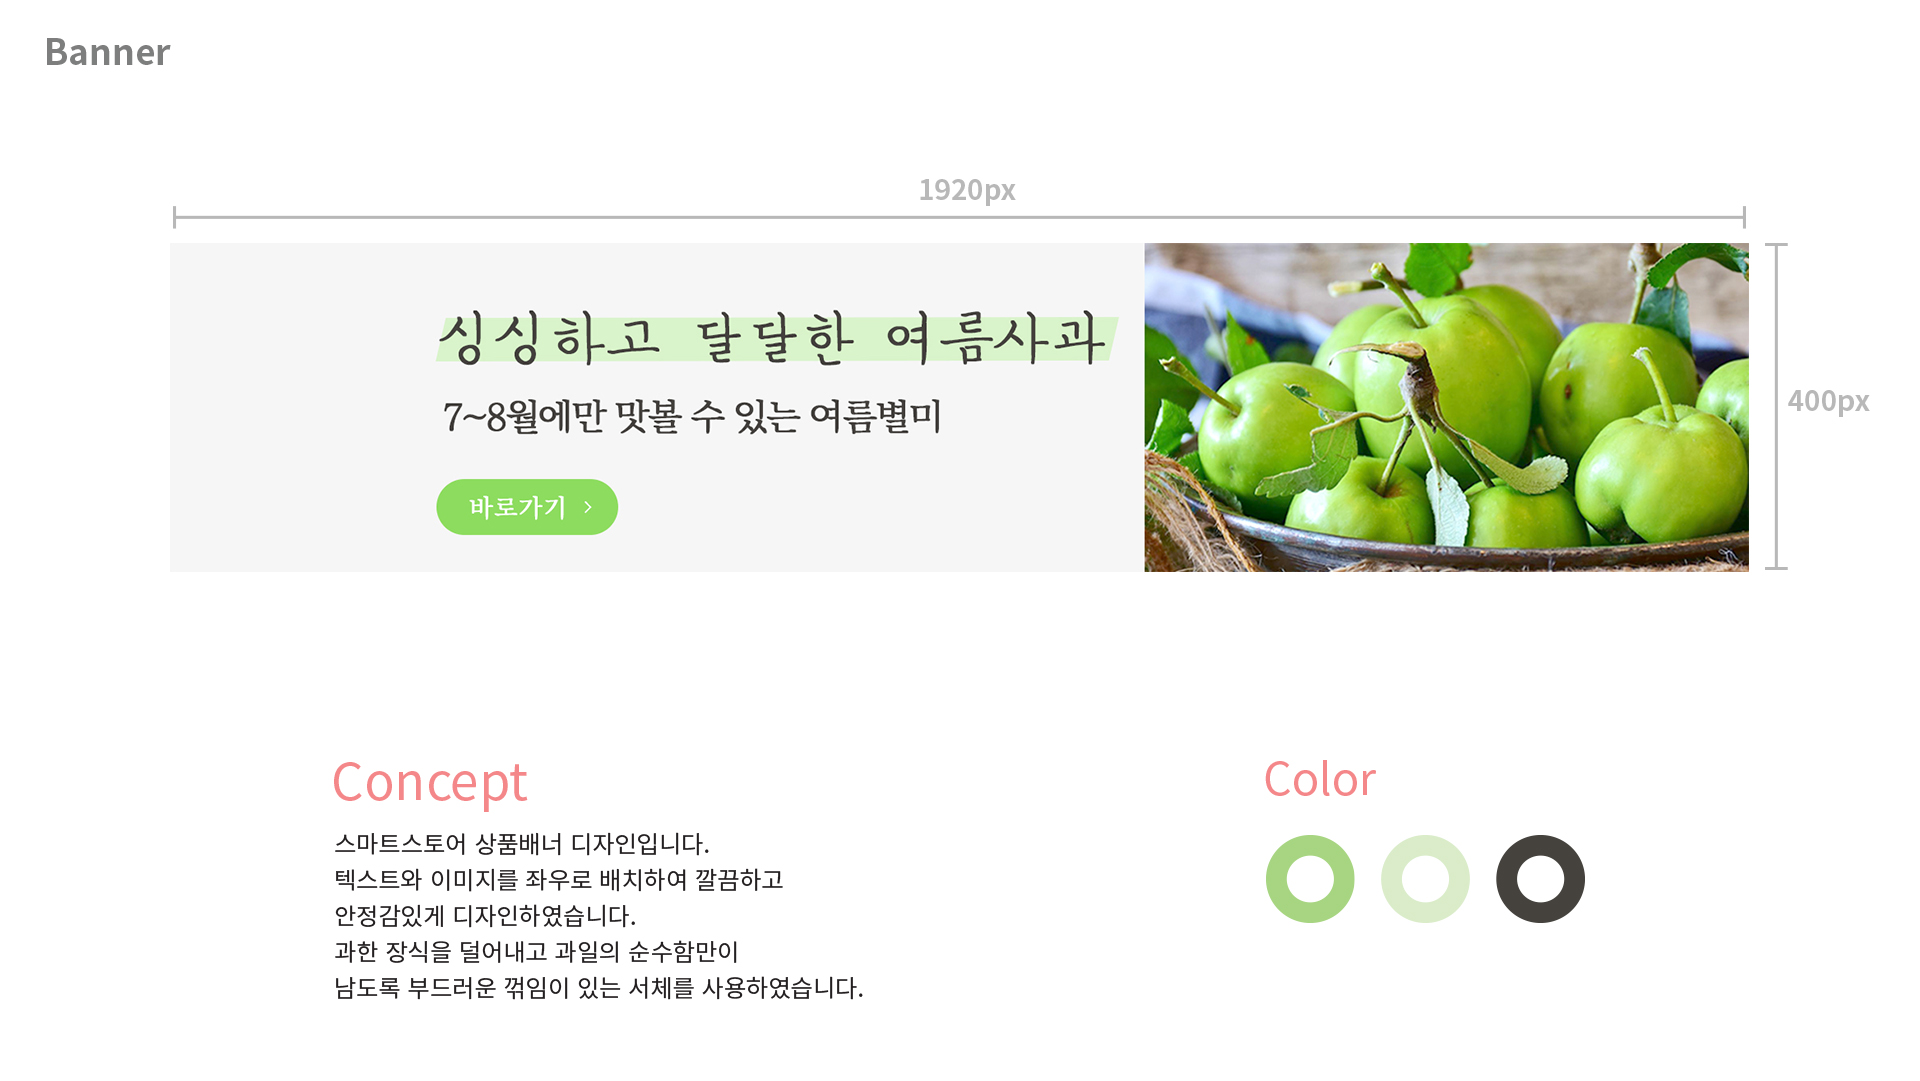 Banner
1920px
싱싱하고 달달한 여름사과
7~8월에만 맛볼 수 있는 여름별미
바로가기 >
400px
Concept
스마트스토어 상품배너 디자인입니다.
텍스트와 이미지를 좌우로 배치하여 깔끔하고
안정감있게 디자인하였습니다.
과한 장식을 덜어내고 과일의 순수함만이
남도록 부드러운 꺾임이 있는 서체를 사용하였습니다.
Color